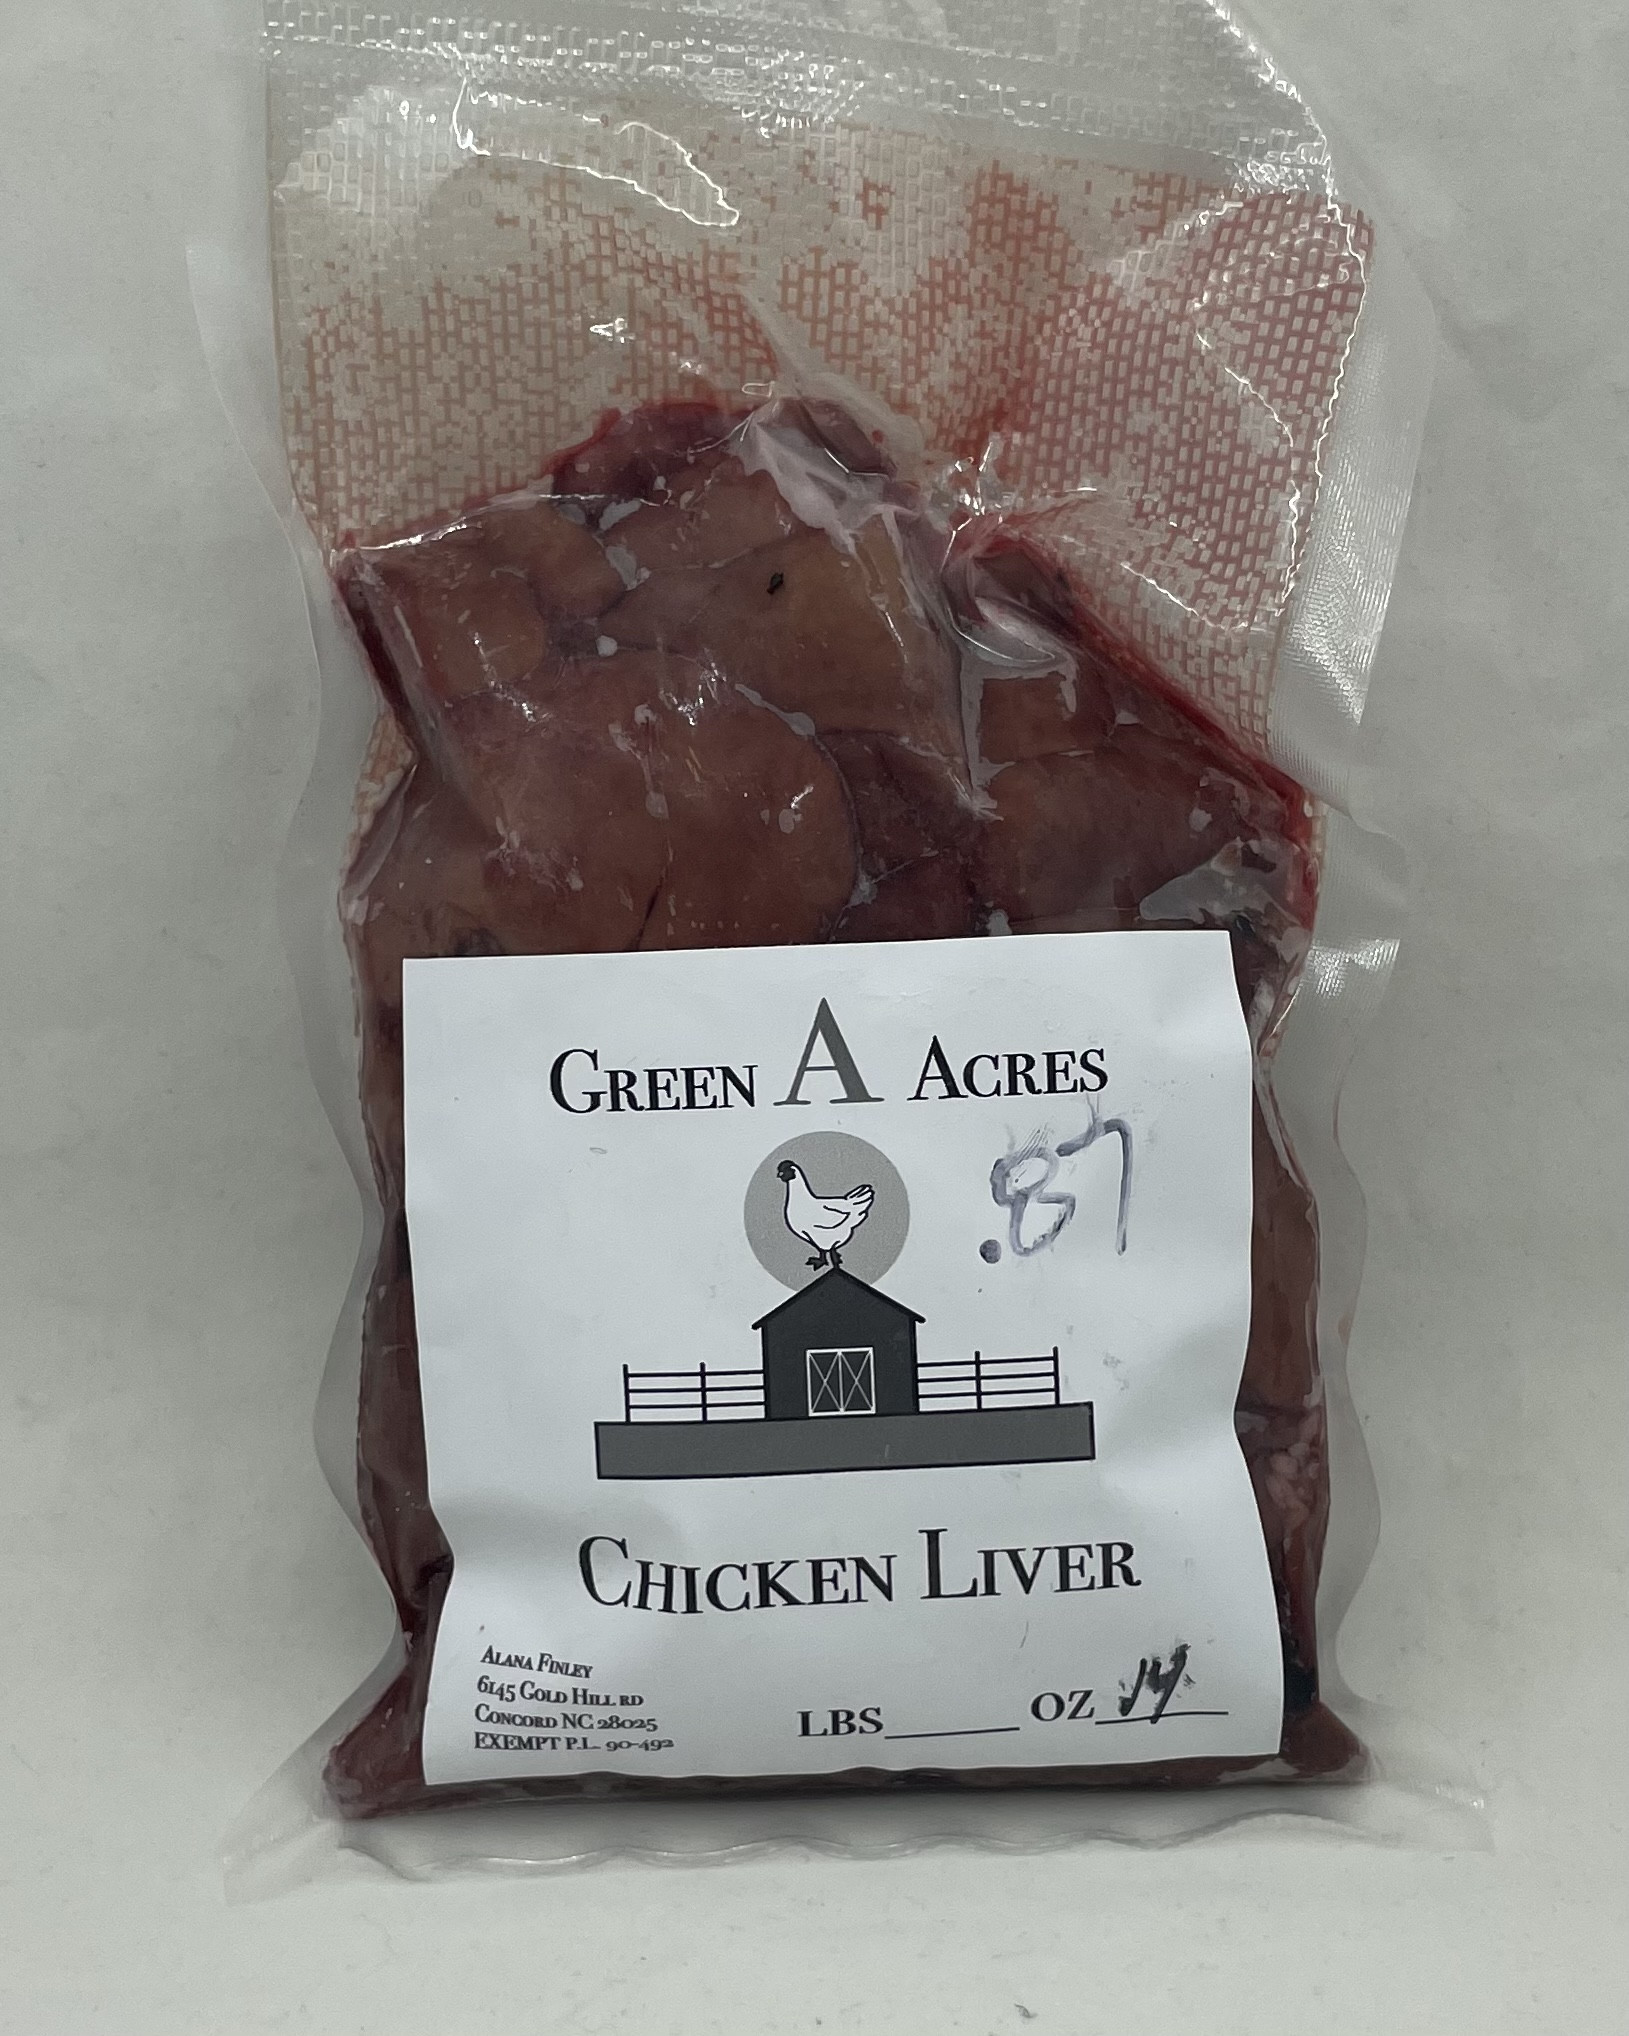 GREEN A ACRES
.87
CHICKEN LIVER
ALANA FINLEY
6145 GOLD HILL RD
CONCORD NC 28025
EXEMPT P.L. 90-492
LBS______ OZ 14